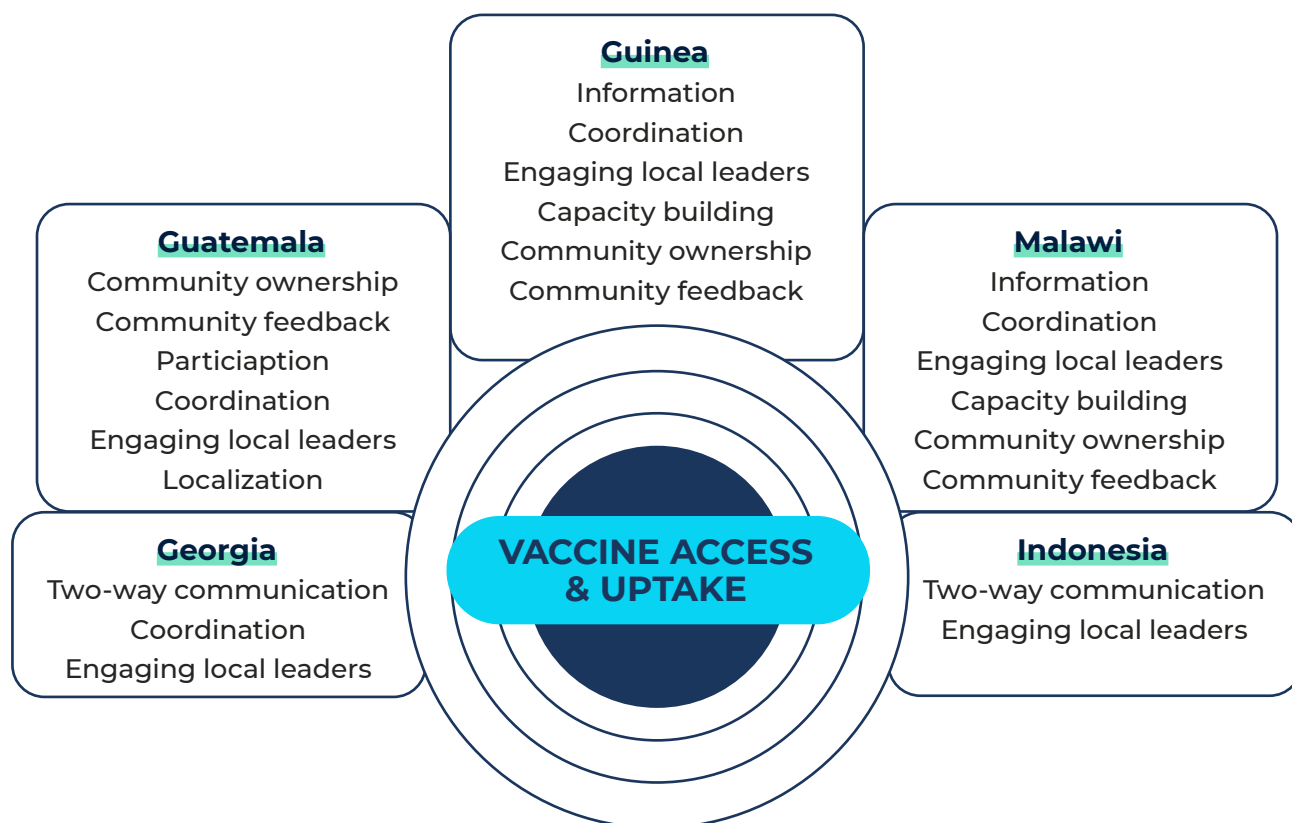 Guinea
Information
Coordination
Engaging local leaders
Capacity building
Community ownership
Community feedback
Guatemala
Community ownership
Community feedback
Particiaption
Coordination
Engaging local leaders
Localization
Malawi
Information
Coordination
Engaging local leaders
Capacity building
Community ownership
Community feedback
Georgia
Two-way communication
Coordination
Engaging local leaders
VACCINE ACCESS
& UPTAKE
Indonesia
Two-way communication
Engaging local leaders